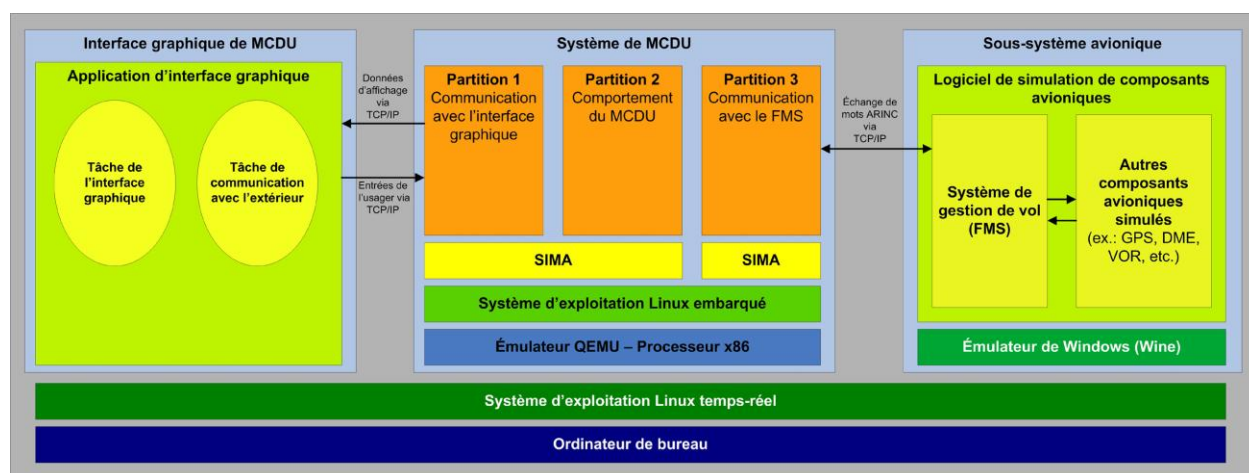 Interface graphique de MCDU
Application d'interface graphique
Tâche de
l'interface
graphique
Tâche de
communication
avec l'extérieur
Données
d'affichage
via
TCP/IP
Entrées de
l'usager via
TCP/IP
Système de MCDU
Partition 1
Communication
avec l'interface
graphique
Partition 2
Comportement
du MCDU
Partition 3
Communication
avec le FMS
SIMA
SIMA
Système d'exploitation Linux embarqué
Émulateur QEMU – Processeur x86
Échange de
mots ARINC
via
TCP/IP
Sous-système avionique
Logiciel de simulation de composants
avioniques
Système de
gestion de vol
(FMS)
Autres
composants
avioniques
simulés
(ex.: GPS, DME,
VOR, etc.)
Émulateur de Windows (Wine)
Système d'exploitation Linux temps-réel
Ordinateur de bureau